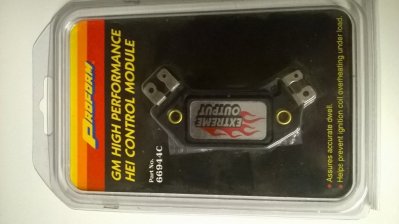 PROFORM
GM HIGH PERFORMANCE
HEI CONTROL MODULE
Part No.
66944C
EXTREME
OUTPUT
• Assures accurate dwell.
• Helps prevent ignition coil overheating under load.